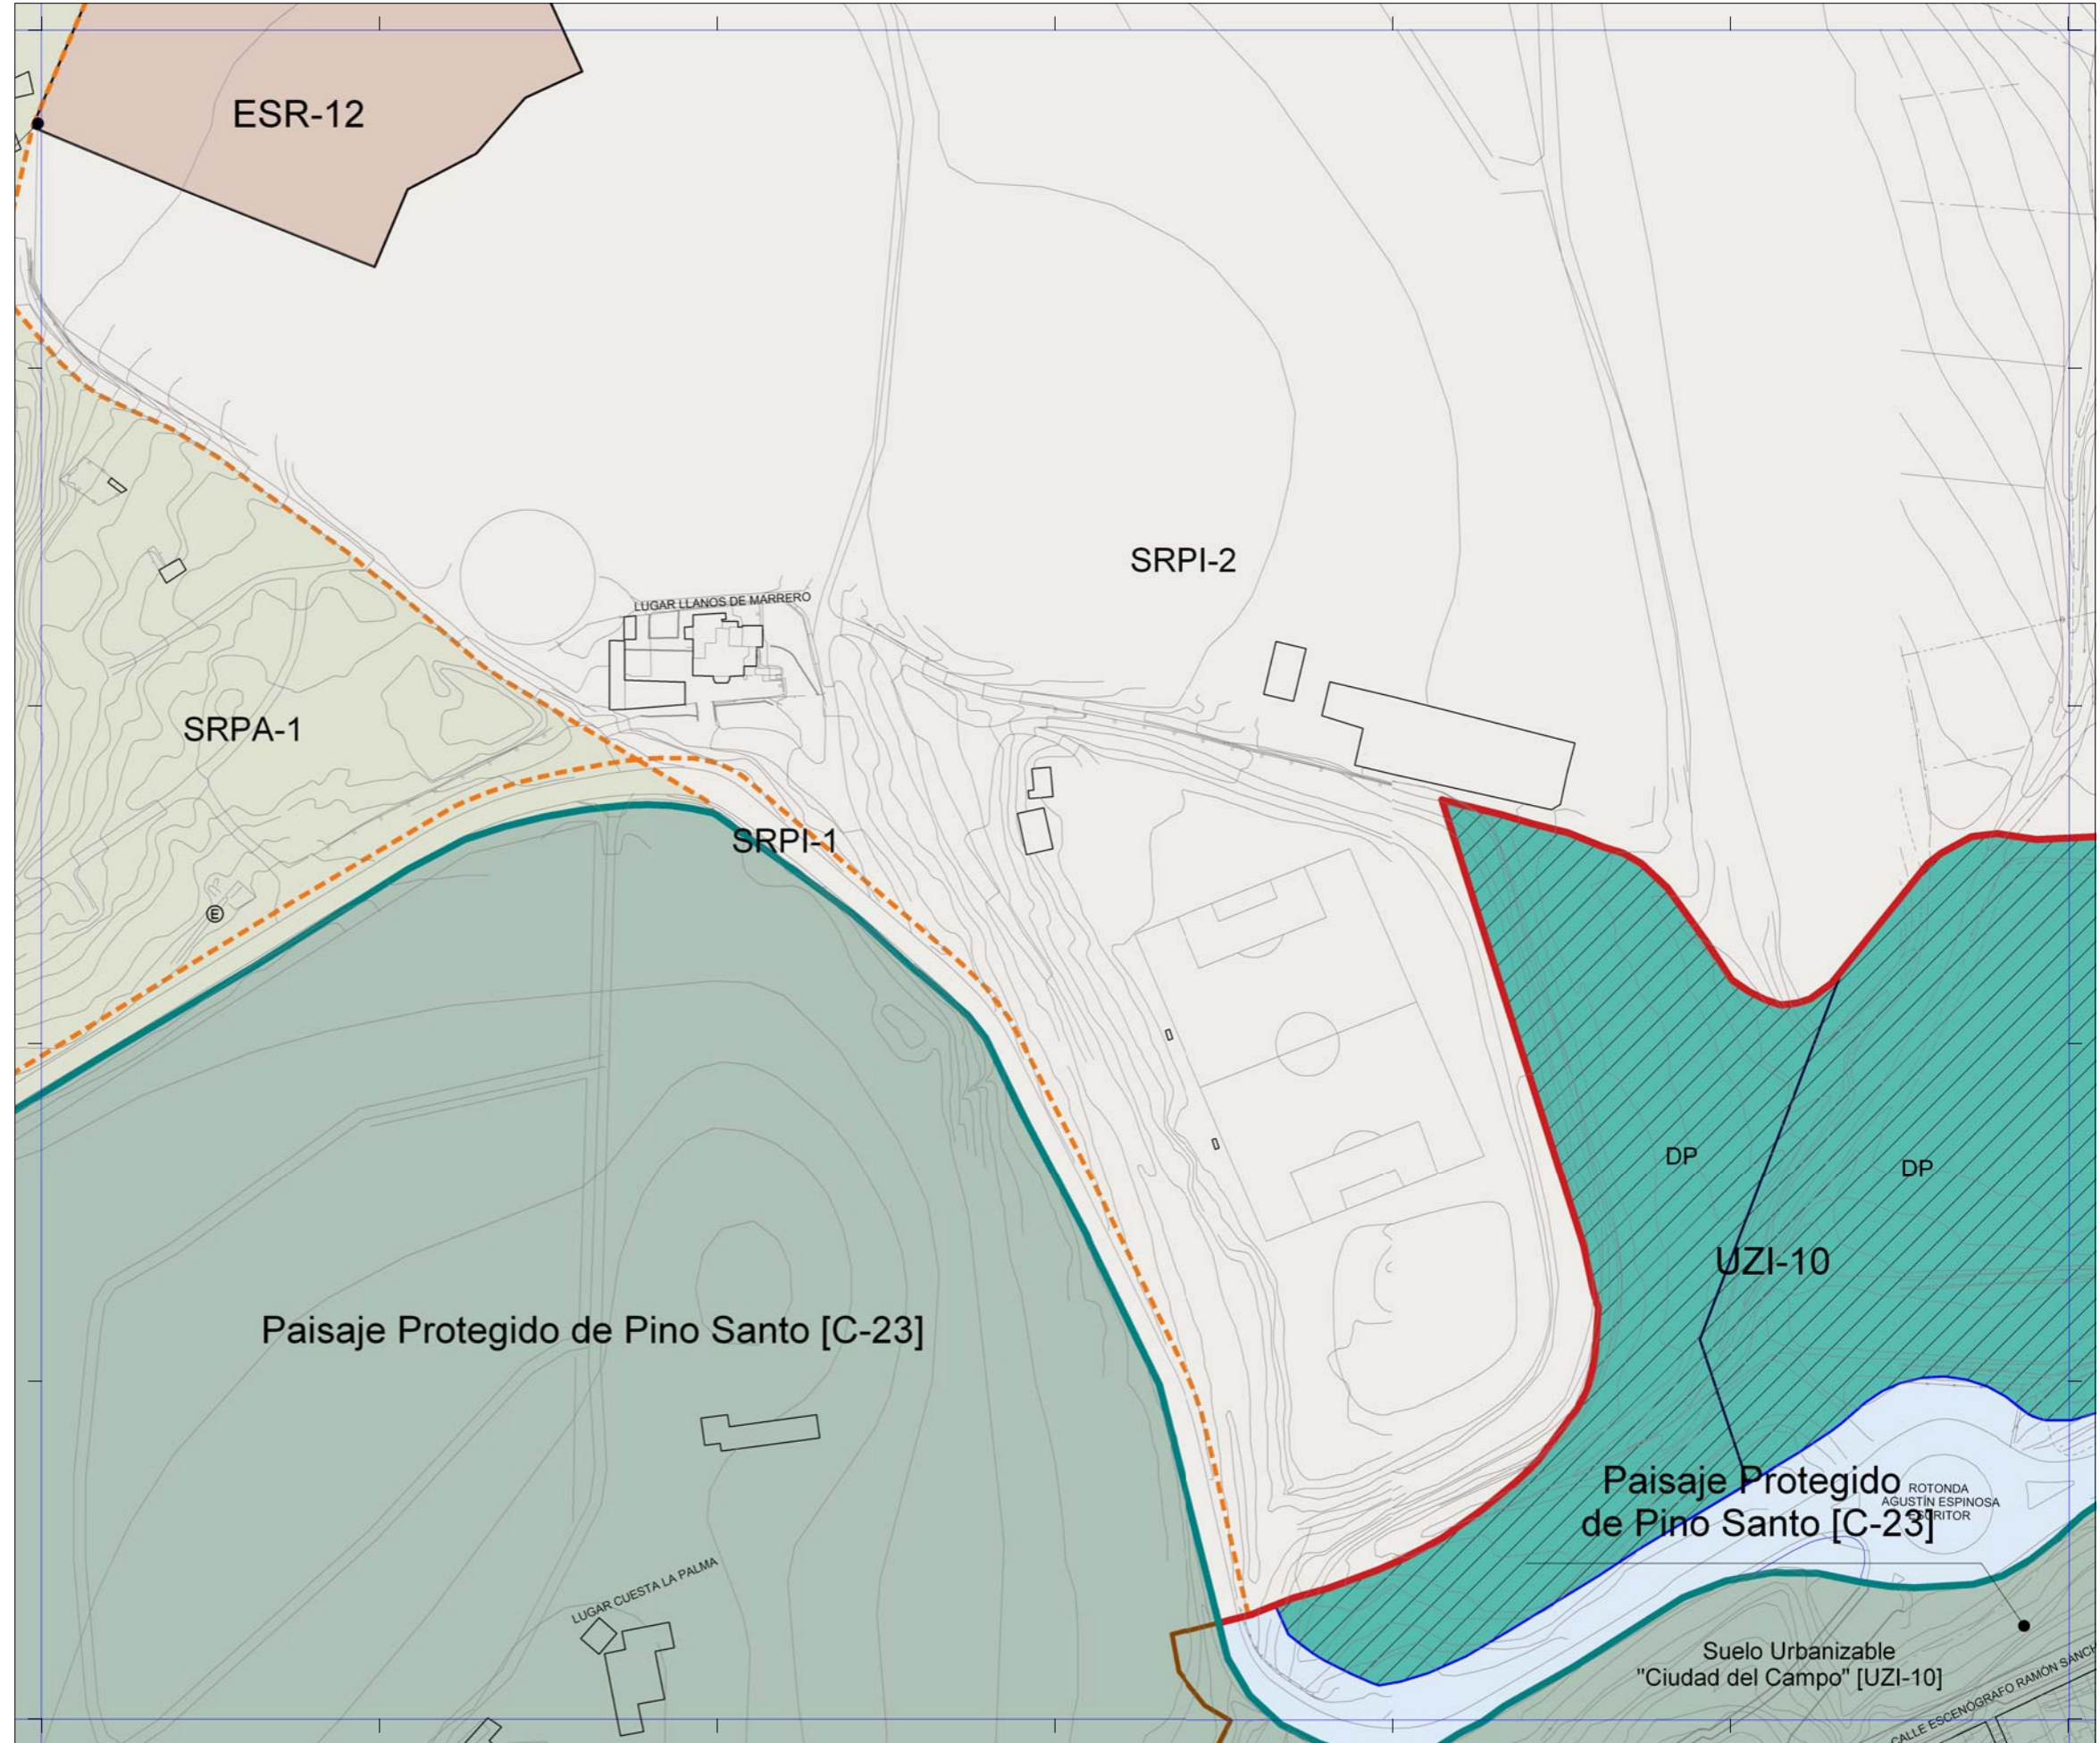 ESR-12
SRPI-2
LUGAR LLANOS DE MARRERO
SRPA-1
SRPI-1
E
DP
DP
UZI-10
Paisaje Protegido de Pino Santo [C-23]
Paisaje Protegido
de Pino Santo [C-23]
ROTONDA
AGUSTÍN ESPINOSA
ESCRITOR
LUGAR CUESTA LA PALMA
Suelo Urbanizable
"Ciudad del Campo" [UZI-10]
CALLE ESCENÓGRAFO RAMÓN SÁNCH